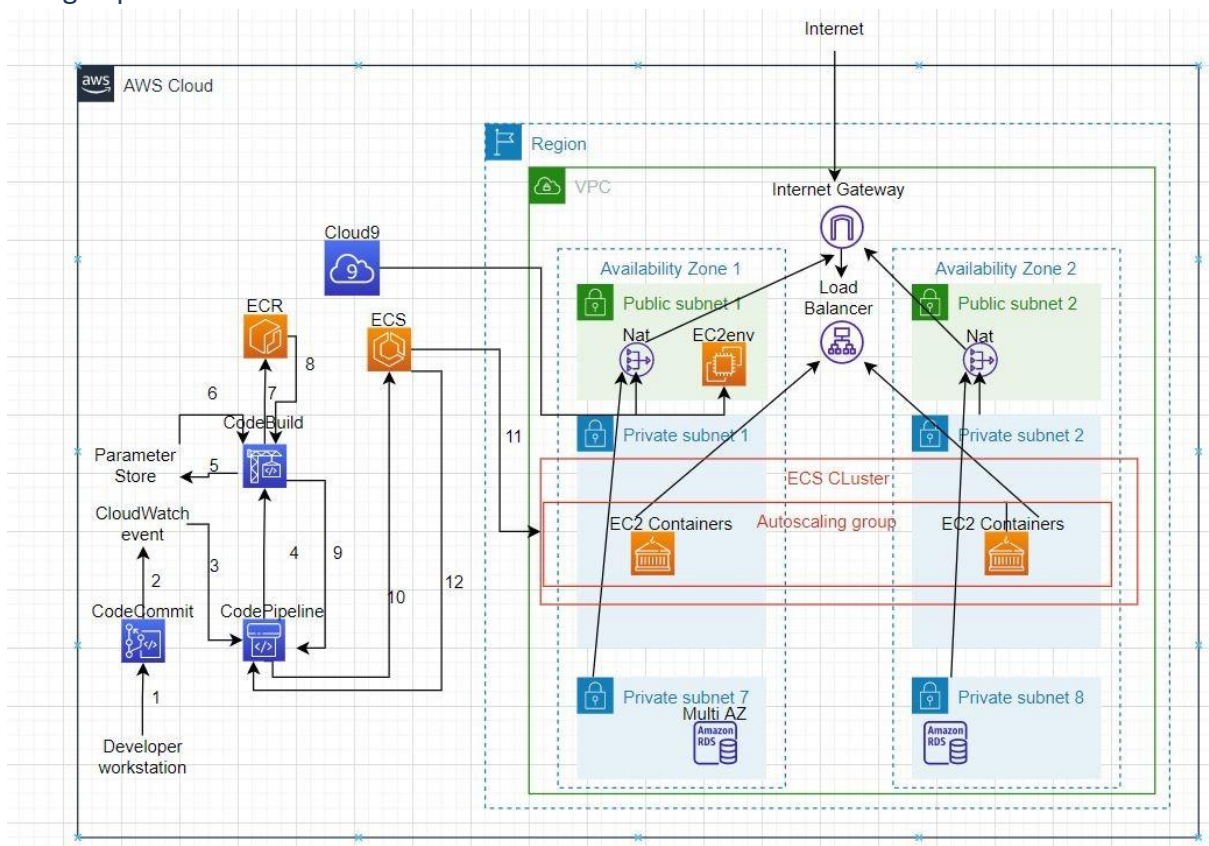 Internet
aws
AWS Cloud
Region
VPC
Internet Gateway
Cloud9
9
Availability Zone 1
Availability Zone 2
Load
Balancer
Public subnet 1
Public subnet 2
ECR
ECS
Nat
EC2env
Nat
8
6
7
CodeBuild
11
Private subnet 1
Private subnet 2
Parameter
Store
5
ECS CLuster
CloudWatch
event
EC2 Containers
Autoscaling group
EC2 Containers
3
4
9
2
12
10
CodeCommit
CodePipeline
1
Private subnet 7
Multi AZ
Private subnet 8
Amazon
RDS
Amazon
RDS
Developer
workstation